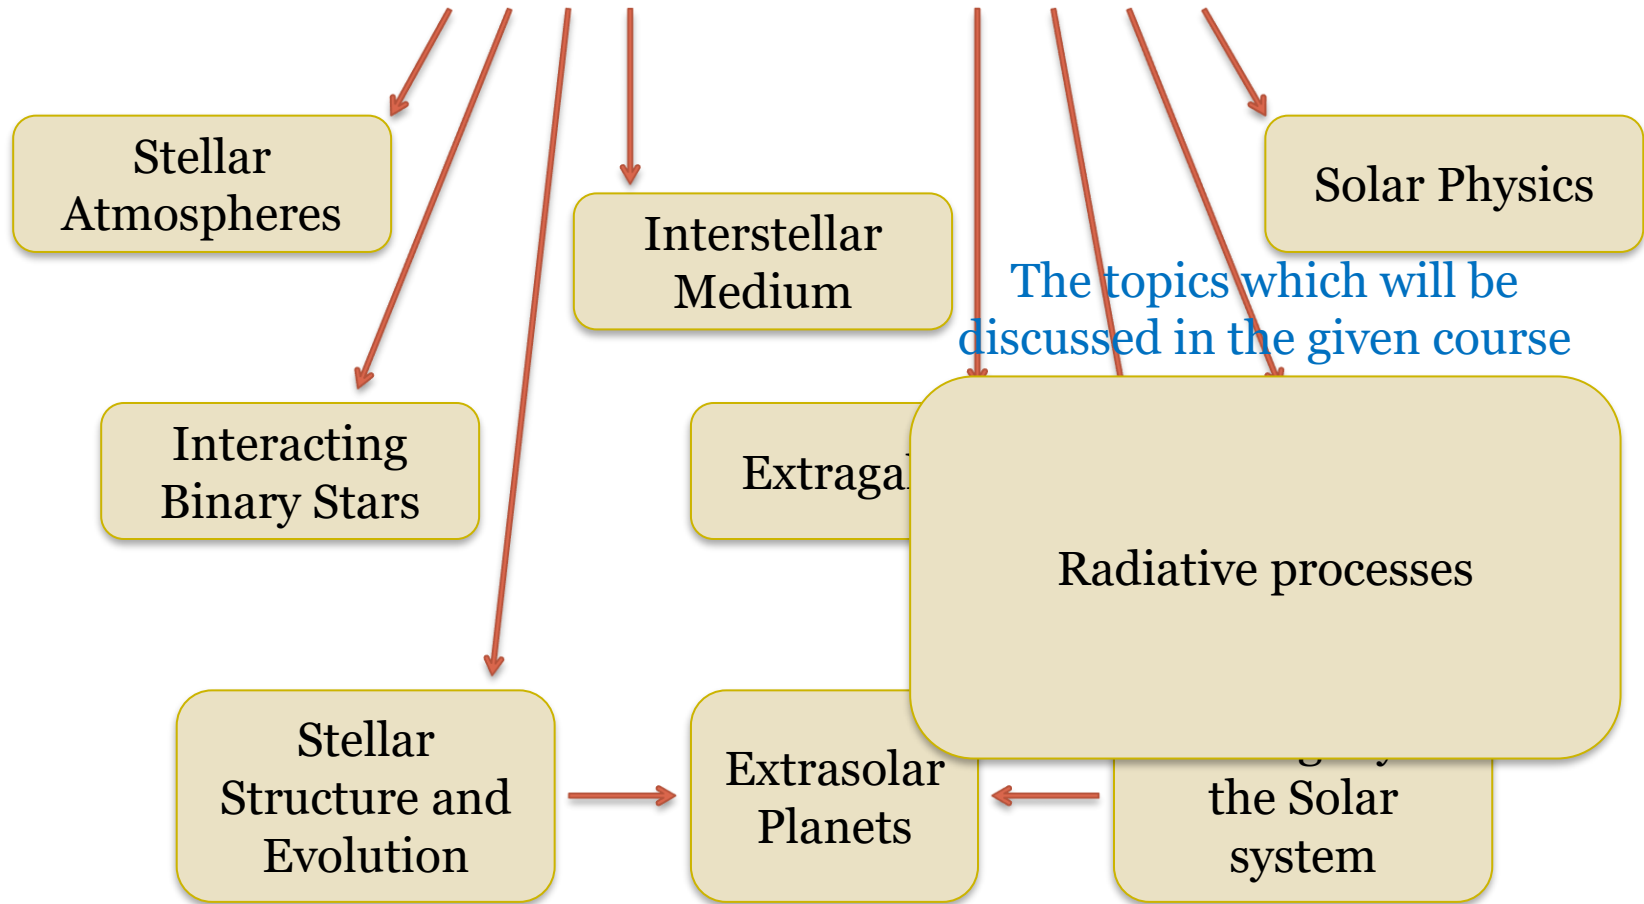 Stellar
Atmospheres
Solar Physics
Interstellar
Medium
The topics which will be
discussed in the given course
Interacting
Binary Stars
Radiative processes
Stellar
Structure and
Evolution
Extrasolar
Planets
the Solar
system